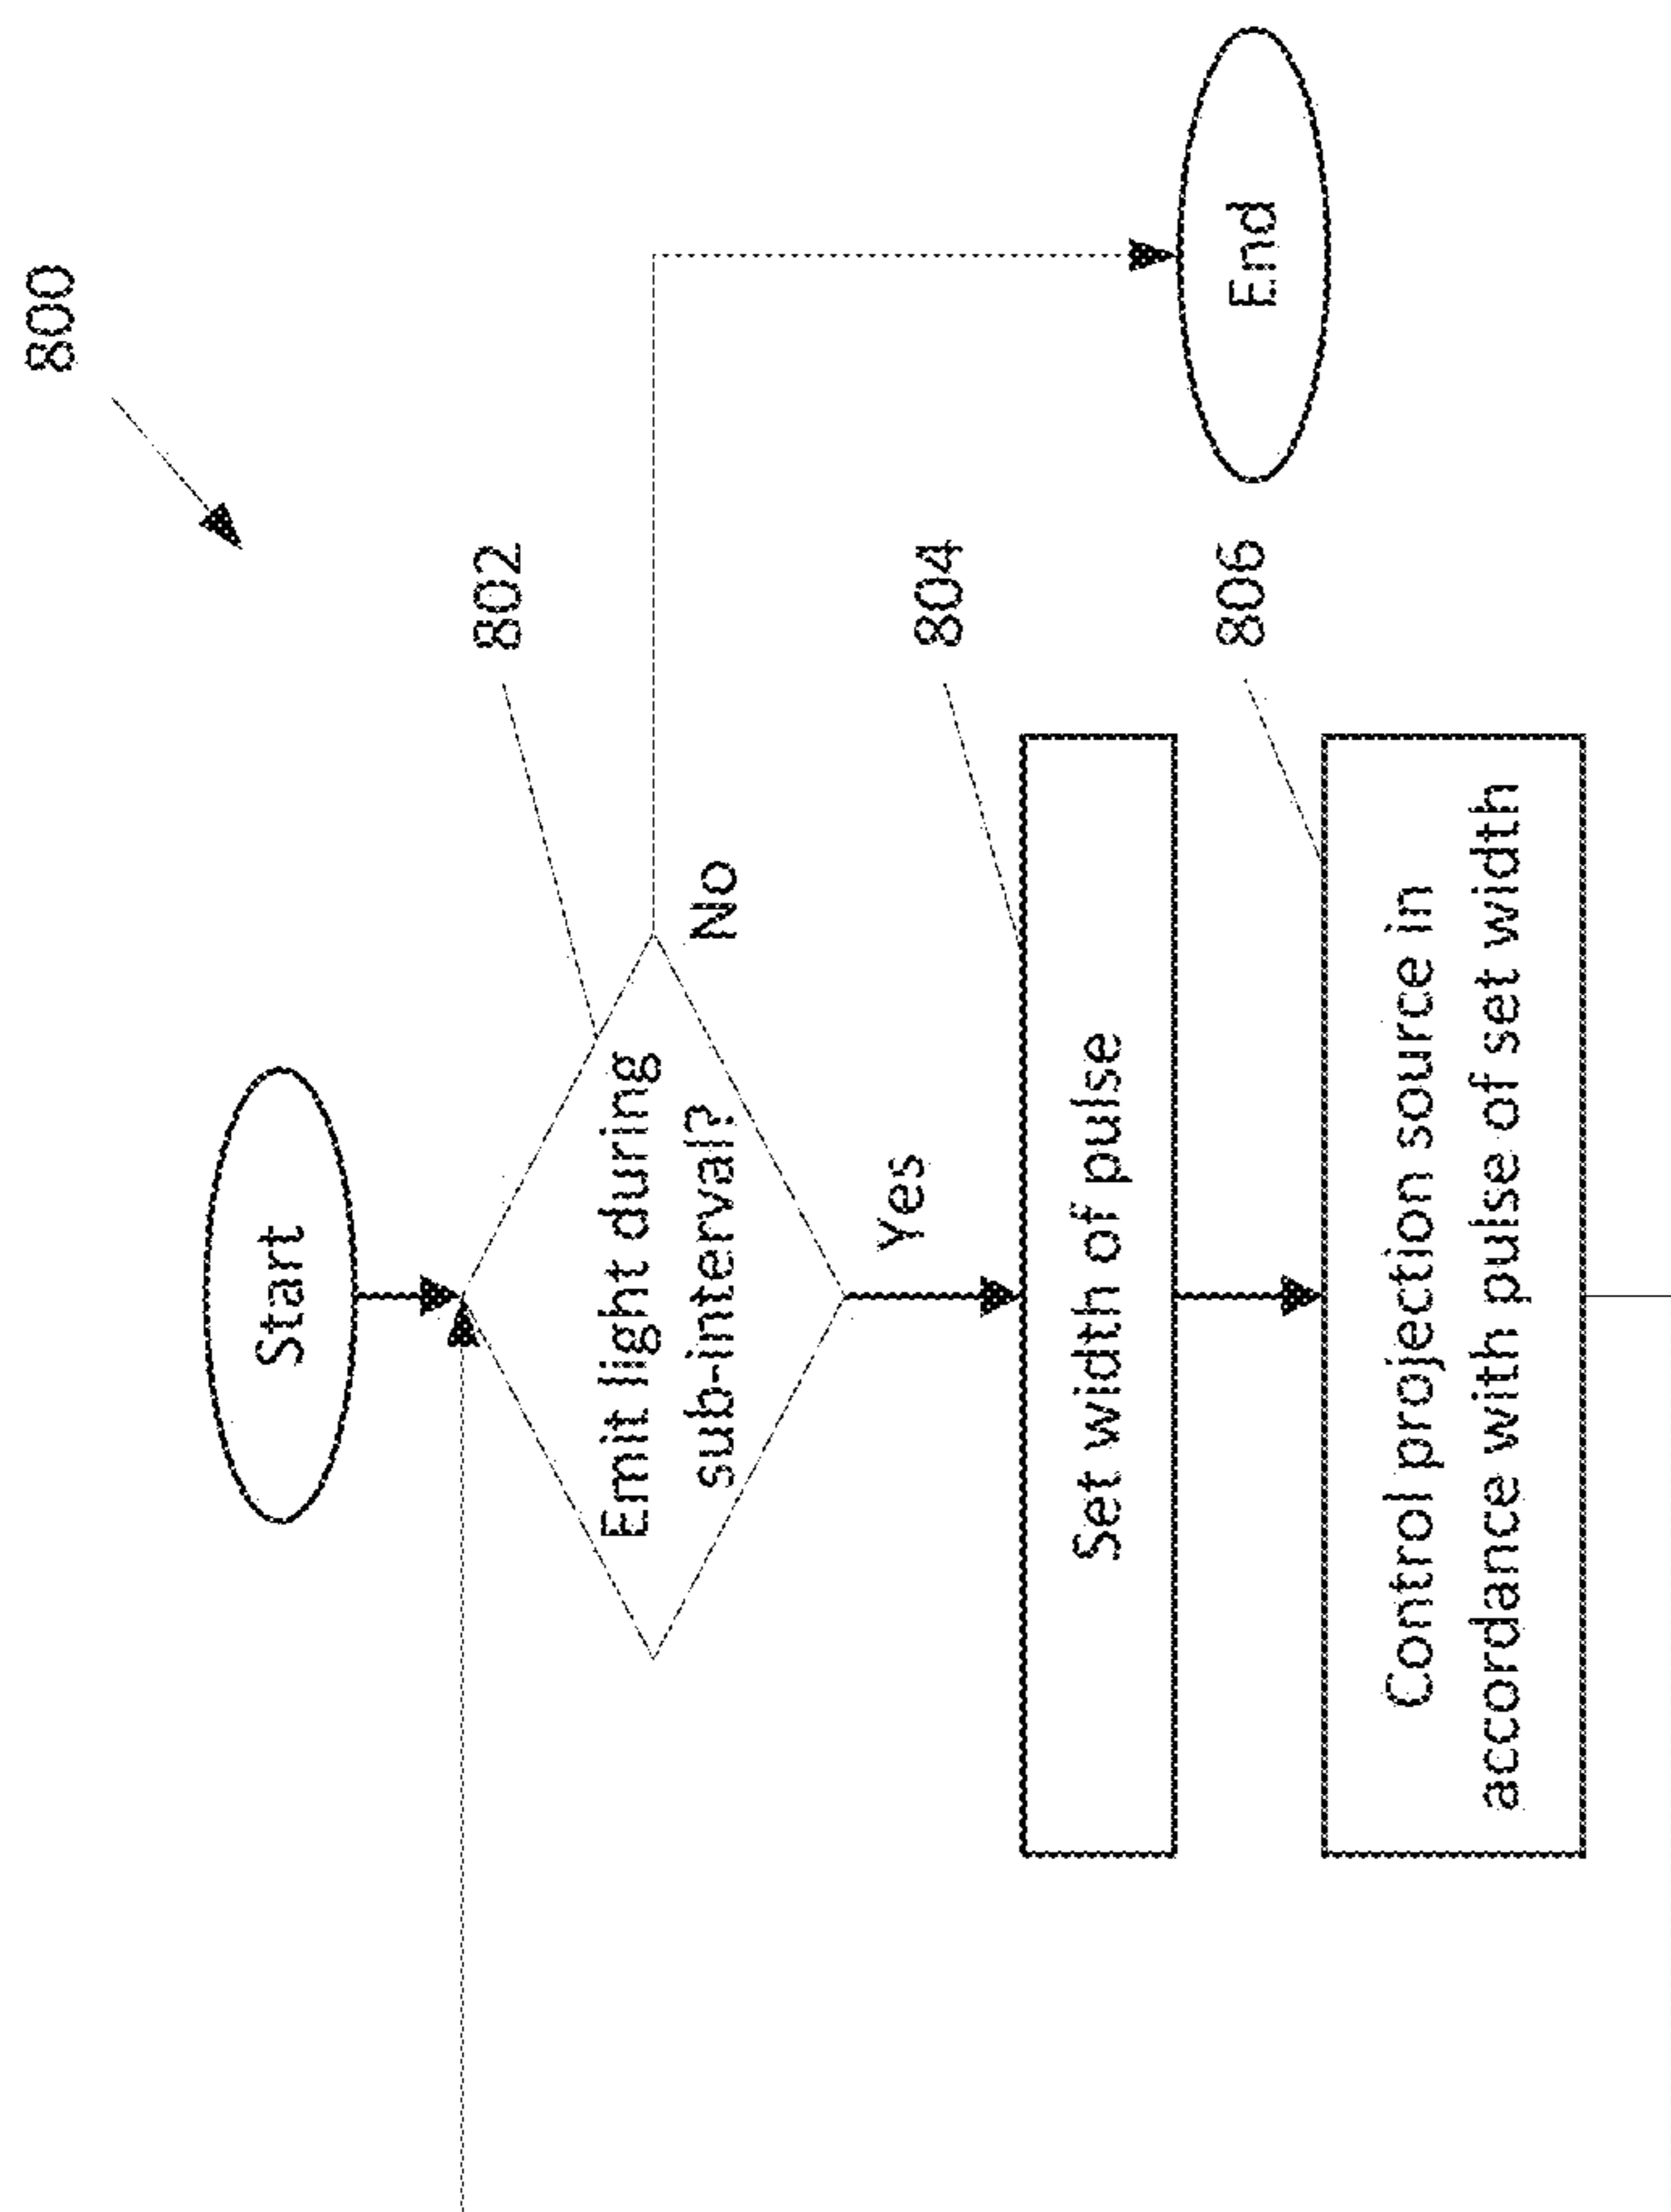 800
Start
802
Emit light during
sub-interval?
No
Yes
804
Set width of pulse
806
Control projection source in
accordance with pulse of set width
End